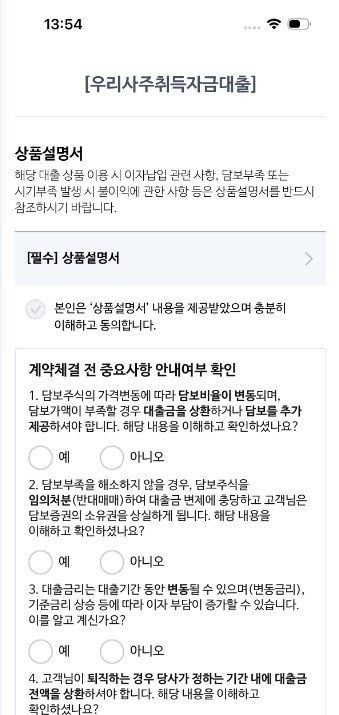 13:54
[우리사주취득자금대출]
상품설명서
해당 대출 상품 이용 시 이자납입 관련 사항, 담보부족 또는
시기부족 발생 시 불이익에 관한 사항 등은 상품설명서를 반드시
참조하시기 바랍니다.
[필수] 상품설명서
본인은 ‘상품설명서’ 내용을 제공받았으며 충분히
이해하고 동의합니다.
계약체결 전 중요사항 안내여부 확인
1. 담보주식의 가격변동에 따라 담보비율이 변동되며,
담보가액이 부족할 경우 대출금을 상환하거나 담보를 추가
제공하셔야 합니다. 해당 내용을 이해하고 확인하셨나요?
예 아니오
2. 담보부족을 해소하지 않을 경우, 담보주식을
임의처분(반대매매)하여 대출금 변제에 충당하고 고객님은
담보증권의 소유권을 상실하게 됩니다. 해당 내용을
이해하고 확인하셨나요?
예 아니오
3. 대출금리는 대출기간 동안 변동될 수 있으며(변동금리),
기준금리 상승 등에 따라 이자 부담이 증가할 수 있습니다.
이를 알고 계신가요?
예 아니오
4. 고객님이 퇴직하는 경우 당사가 정하는 기간 내에 대출금
전액을 상환하셔야 합니다. 해당 내용을 이해하고
확인하셨나요?